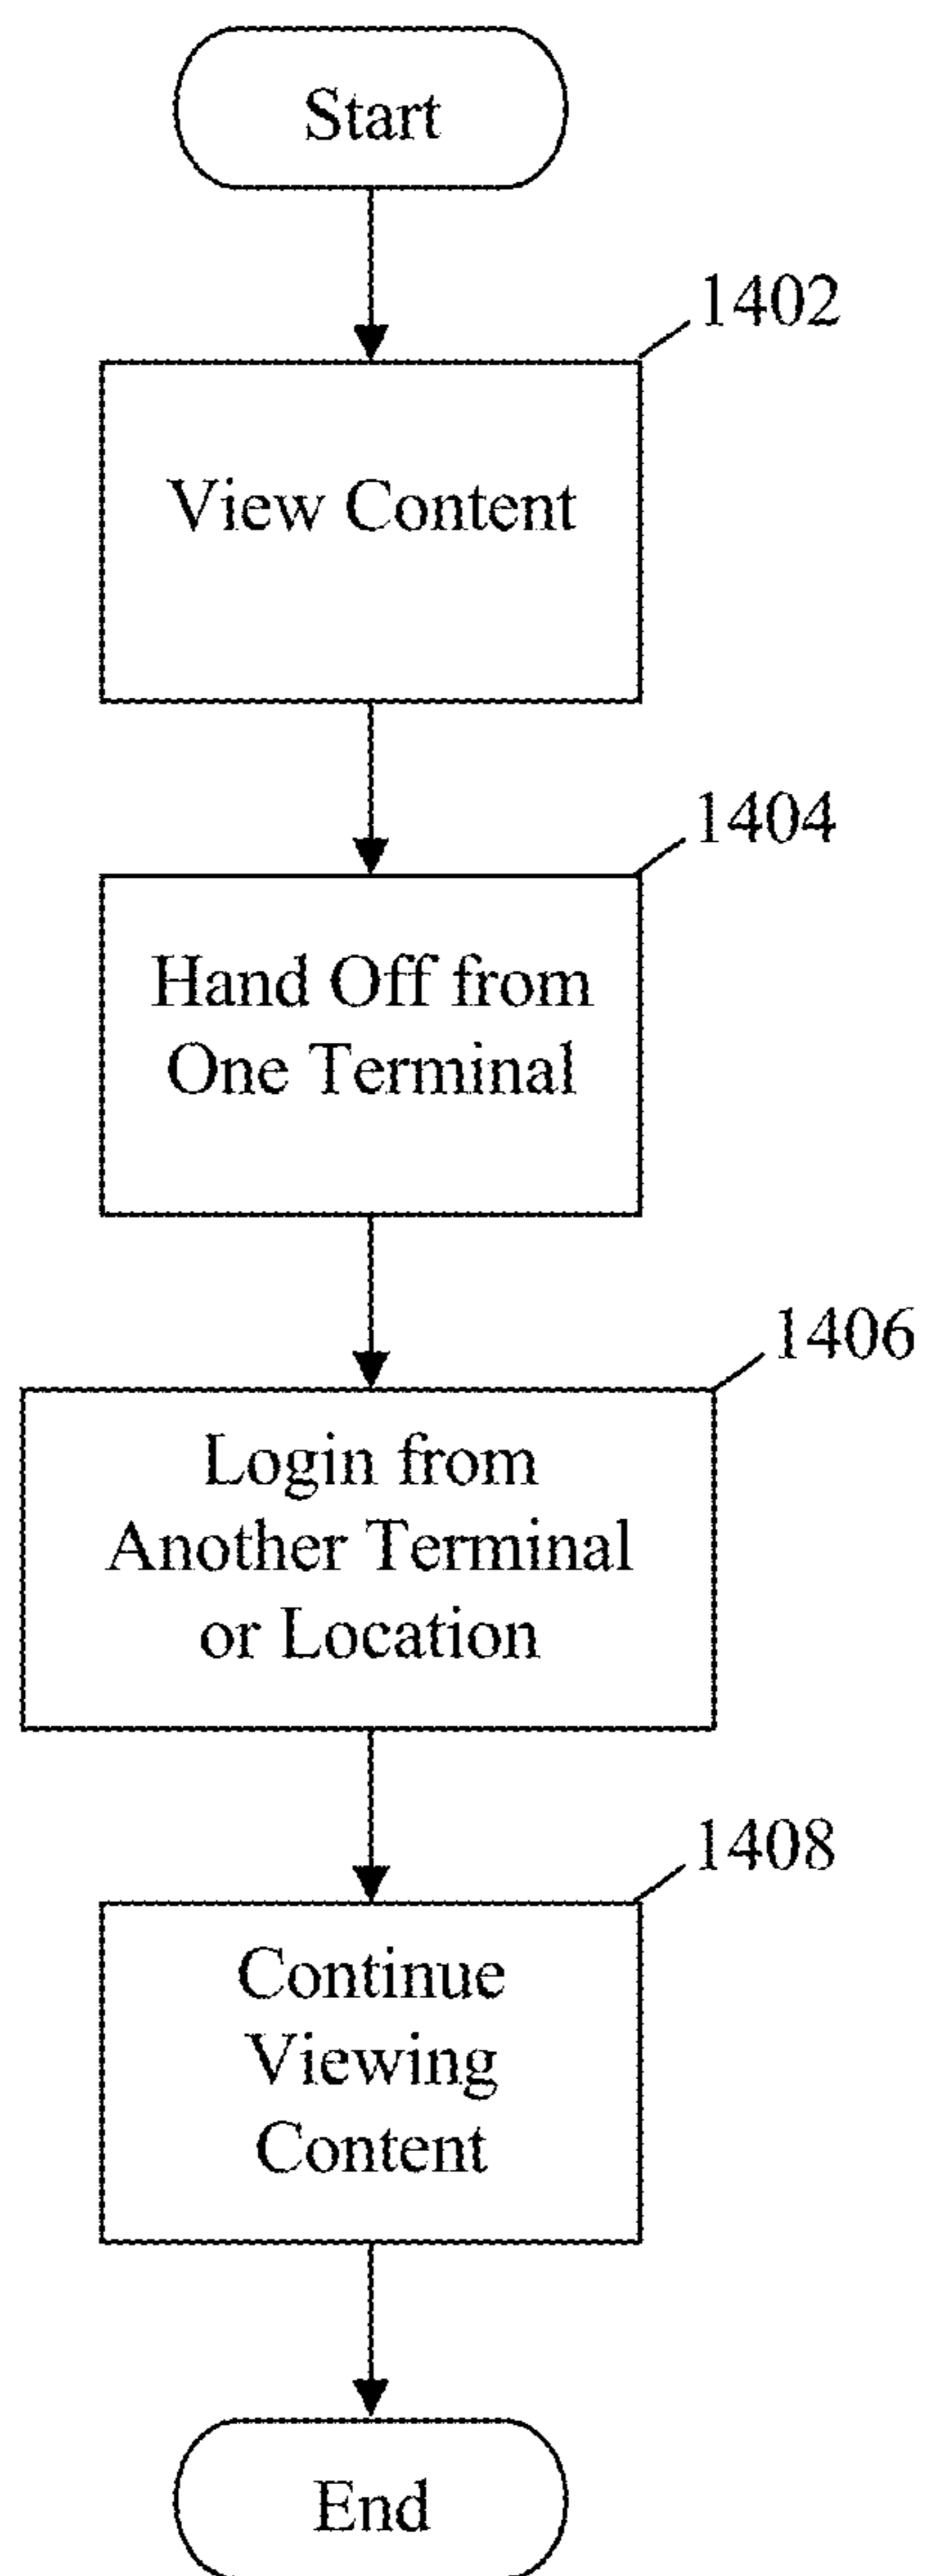 Start
1402
View Content
1404
Hand Off from
One Terminal
1406
Login from
Another Terminal
or Location
1408
Continue
Viewing
Content
End